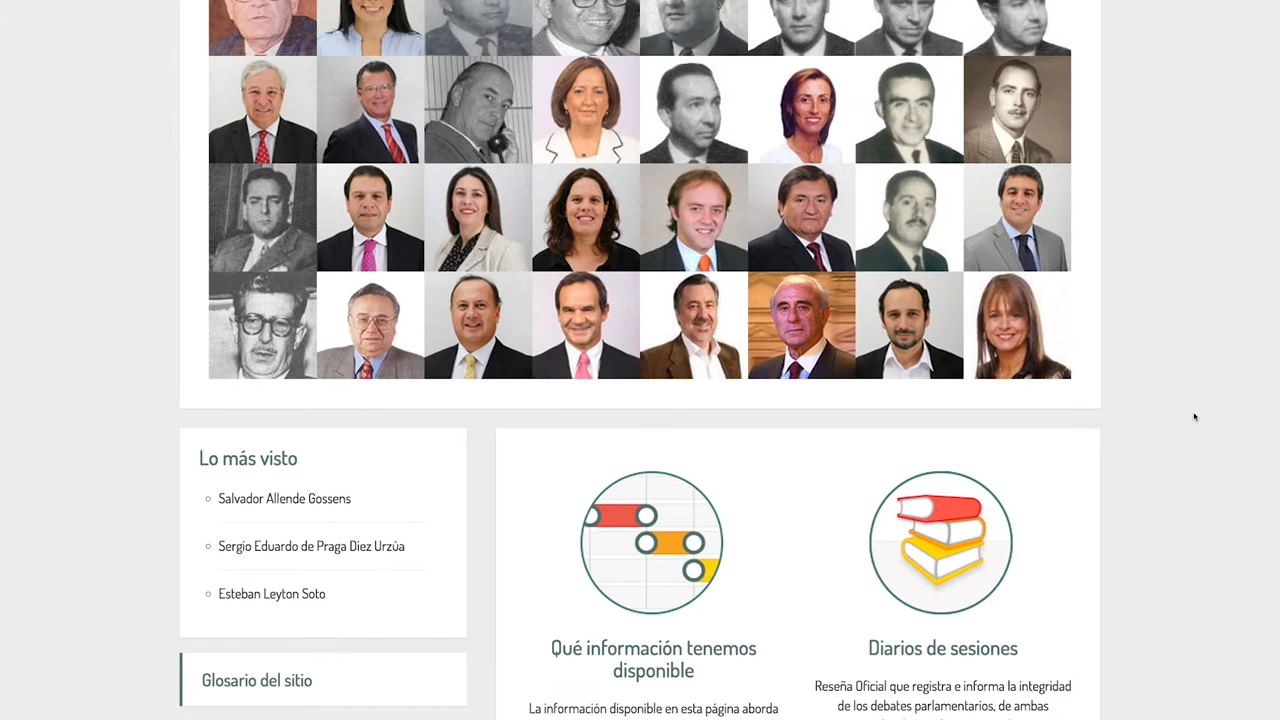 Lo más visto
Salvador Allende Gossens
Sergio Eduardo de Praga Diez Urzúa
Esteban Leyton Soto
Glosario del sitio
Qué información tenemos
disponible
La información disponible en esta página aborda
Diarios de sesiones
Reseña Oficial que registra e informa la integridad
de los debates parlamentarios, de ambas